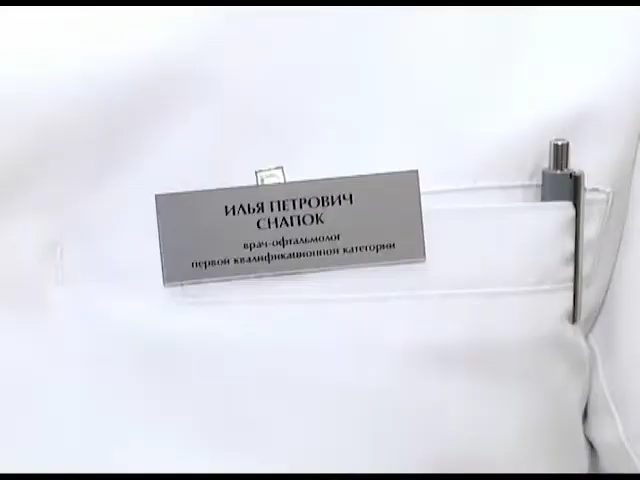 ИЛЬЯ ПЕТРОВИЧ
СНАПОК
врач-офтальмолог
первой квалификационной категории